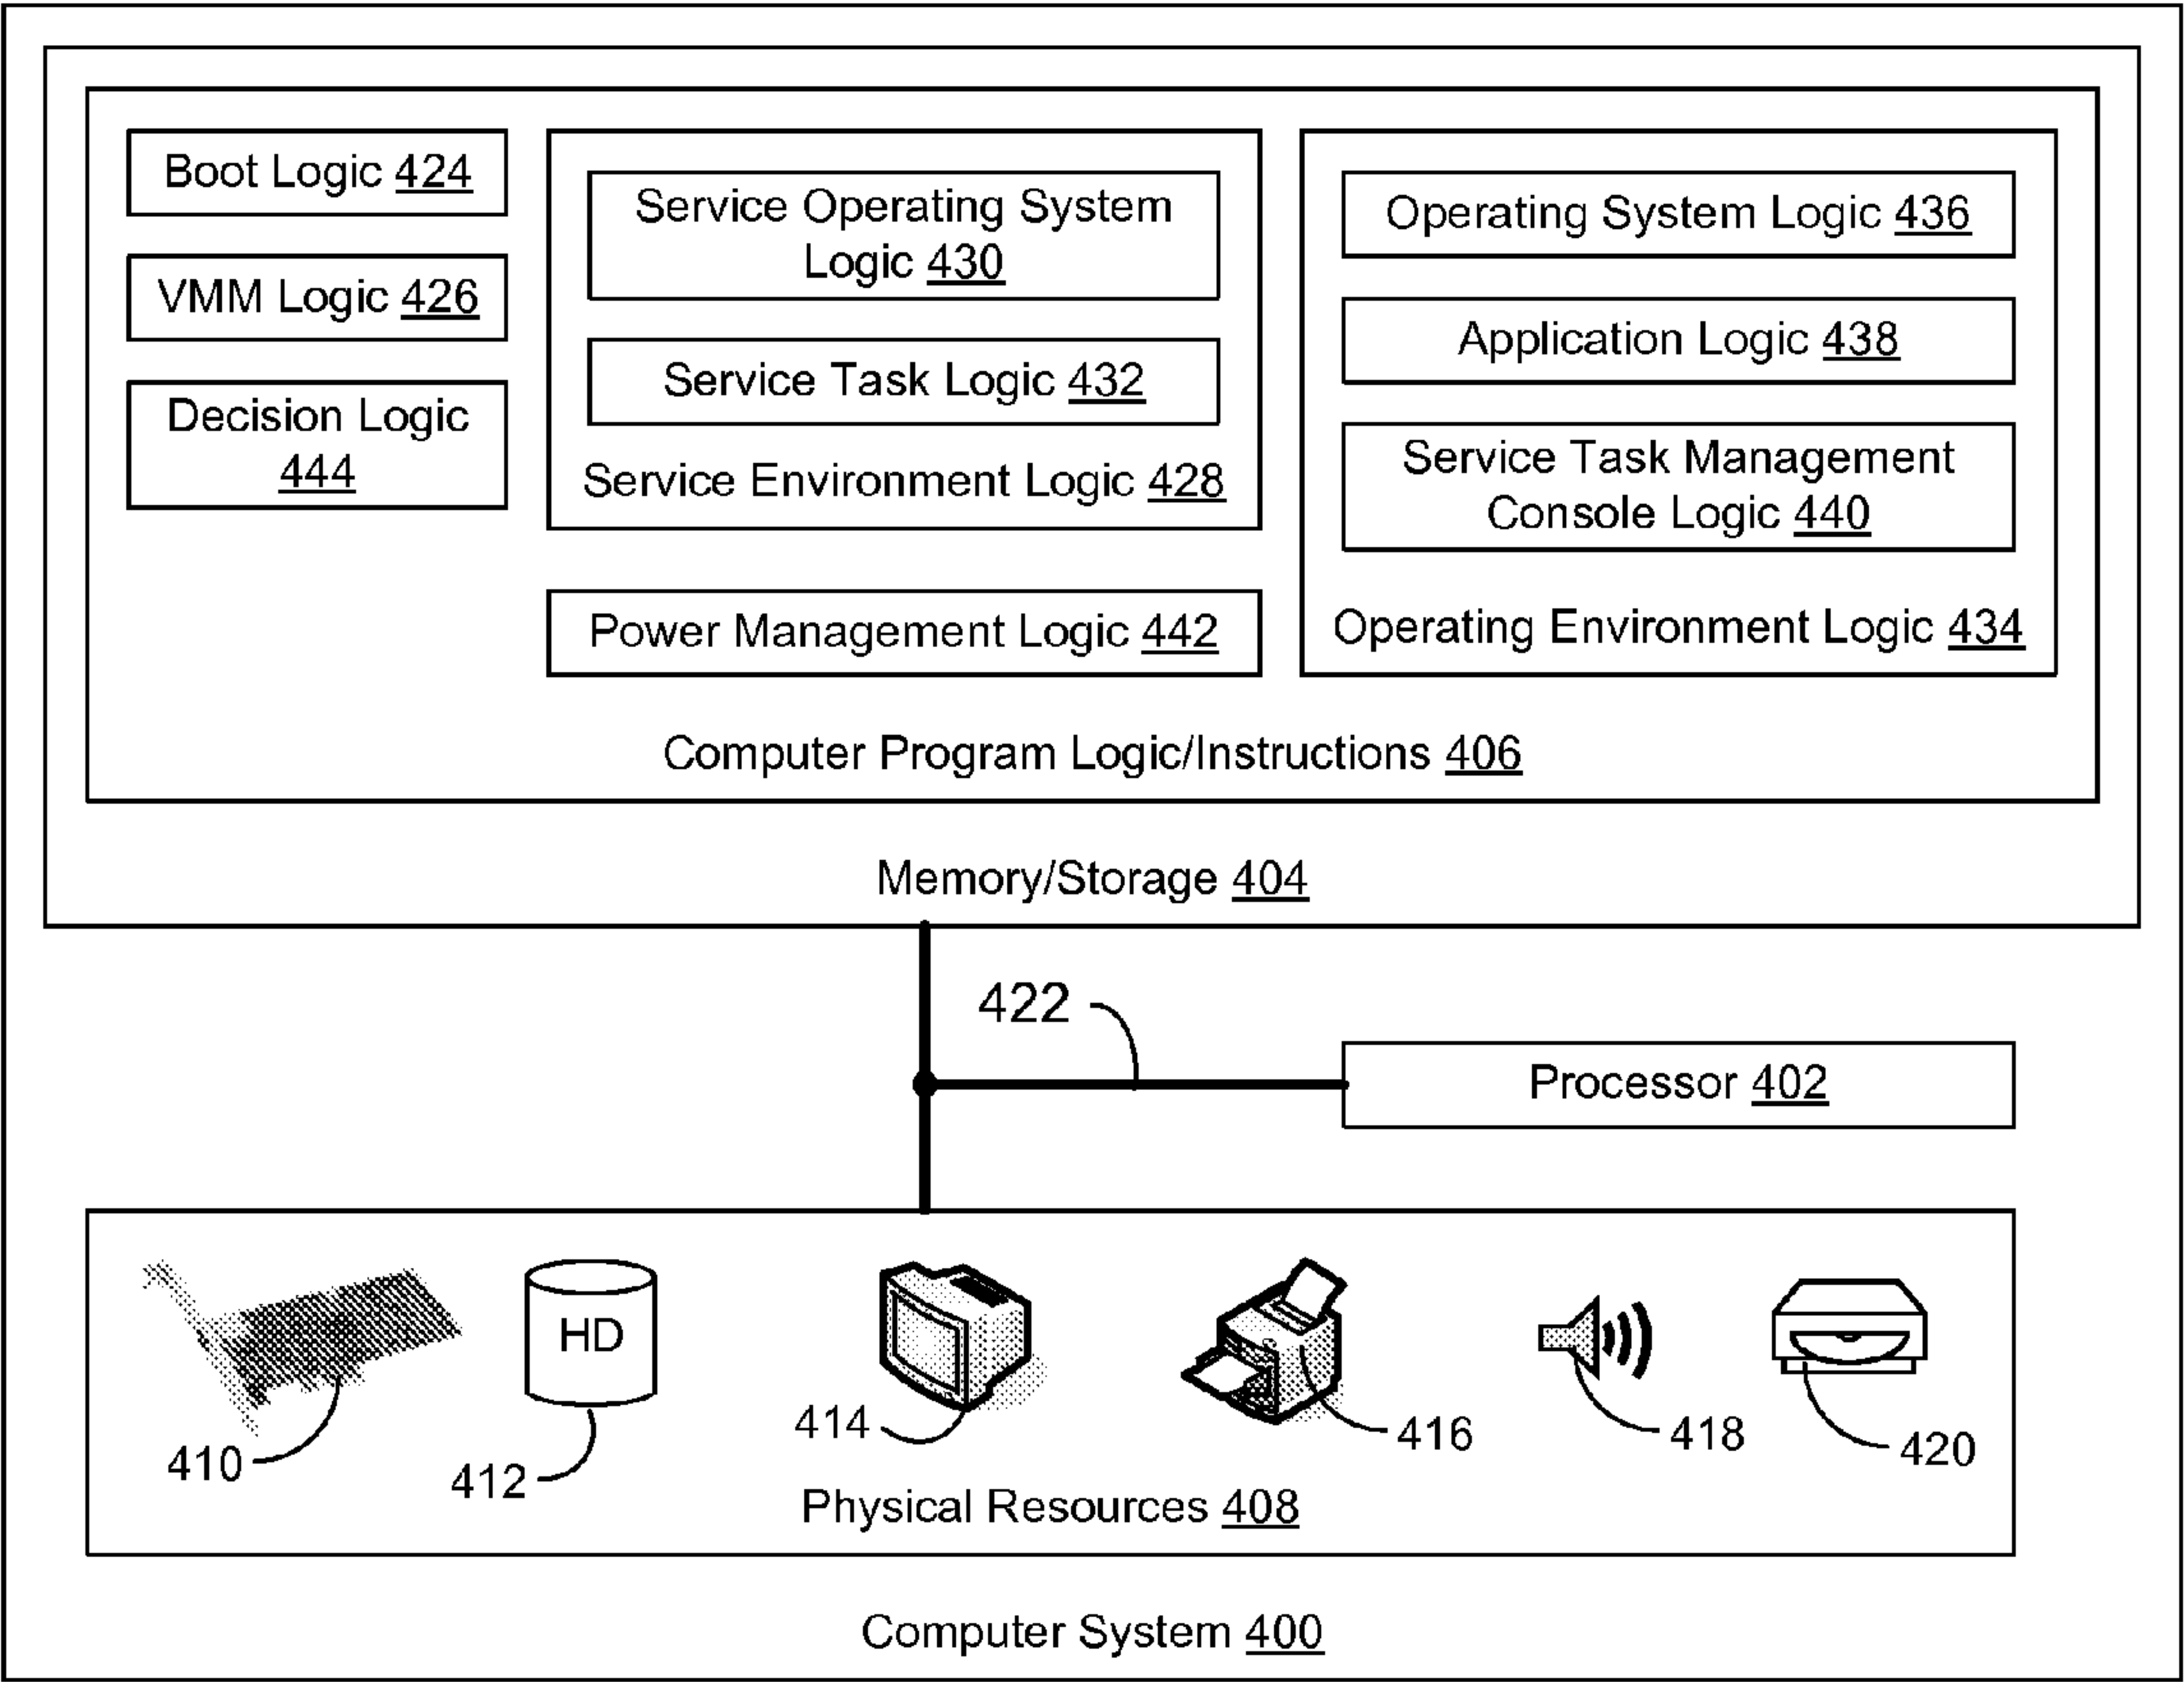 Boot Logic 424
VMM Logic 426
Decision Logic
444
Service Operating System
Logic 430
Service Task Logic 432
Service Environment Logic 428
Power Management Logic 442
Operating System Logic 436
Application Logic 438
Service Task Management
Console Logic 440
Operating Environment Logic 434
Computer Program Logic/Instructions 406
Memory/Storage 404
422
Processor 402
HD
410
412
414
416
418
420
Physical Resources 408
Computer System 400